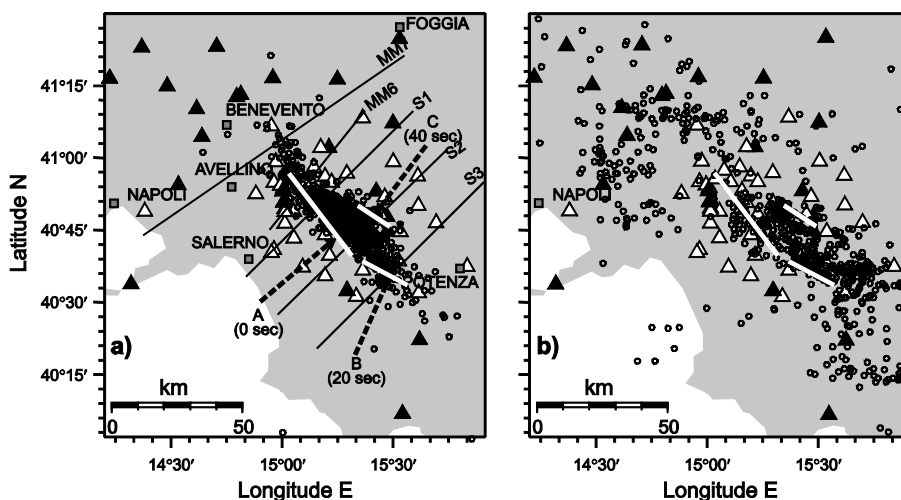 FOGGIA
MM7
41°15′
BENEVENTO
MM6
S1
C
(40 sec)
41°00′
AVELLINO
S2
S3
NAPOLI
NAPOLI
40°45′
SALERNO
OTENZA
40°30′
A
(0 sec)
a)
B
(20 sec)
b)
40°15′
km
0 50
km
0 50
14°30′ 15°00′ 15°30′
14°30′ 15°00′ 15°30′
Longitude E
Longitude E
Latitude N